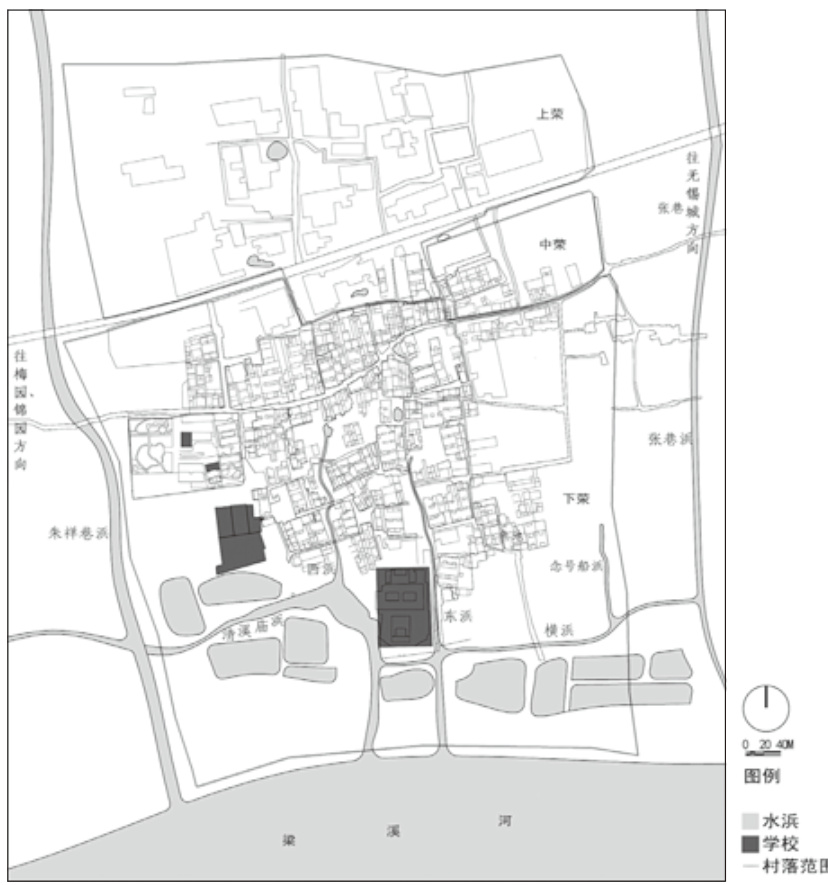 上荣
往无锡城方向
张巷
中荣
往梅园、锦园方向
张巷浜
下荣
朱祥巷浜
念号船浜
西浜
东浜
清溪庙浜
横浜
梁溪河
0 20 40M
图例
水浜
学校
村落范围